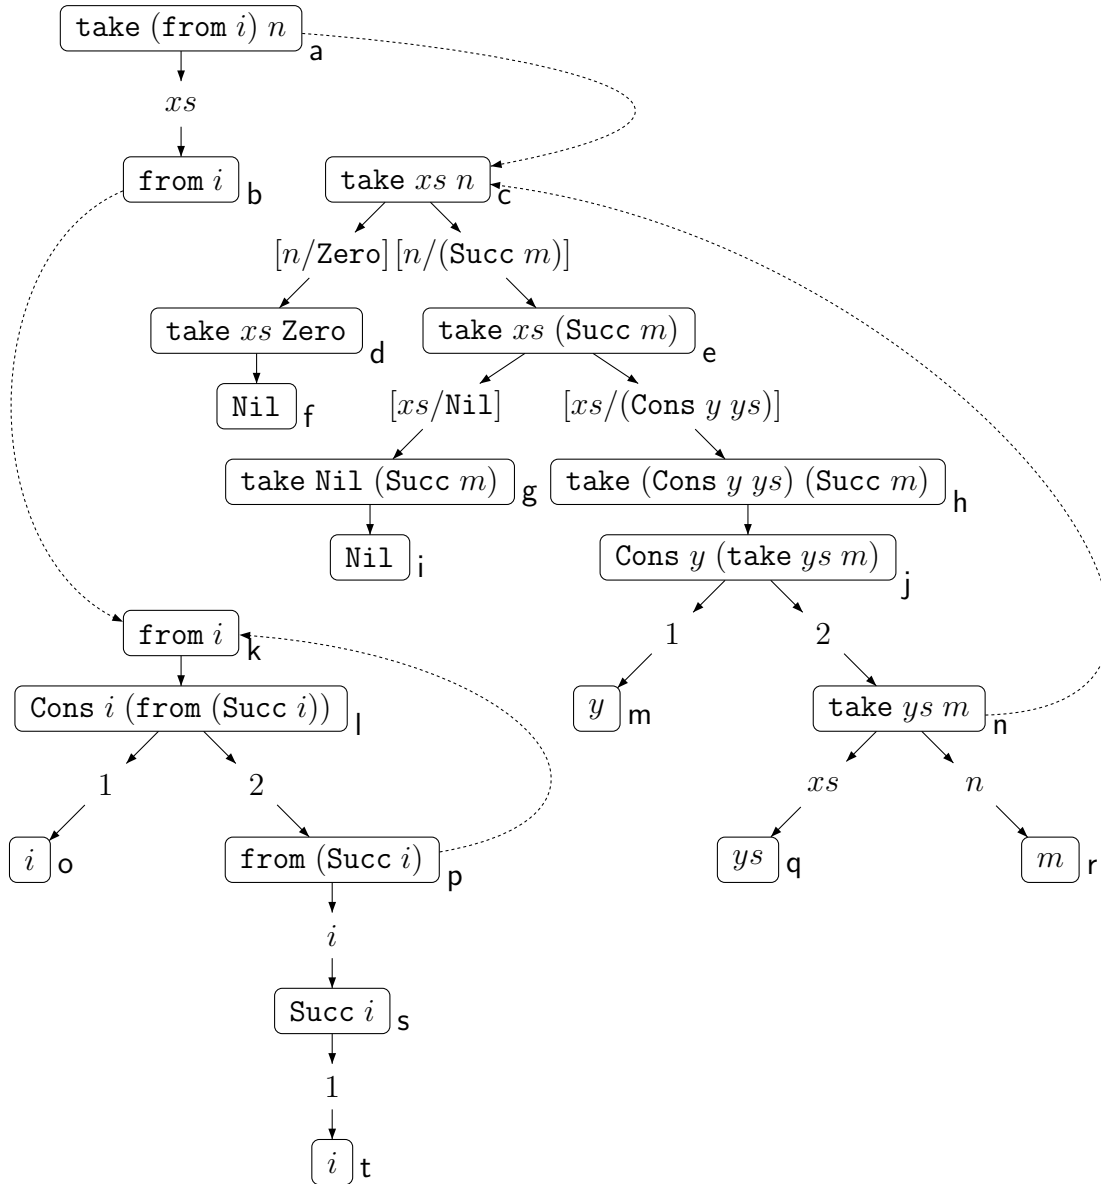 take (from i) n
a
xs
from i
b
take xs n
c
[n/Zero] [n/(Succ m)]
take xs Zero
d
take xs (Succ m)
e
Nil
f
[xs/Nil]
[xs/(Cons y ys)]
take Nil (Succ m)
g
take (Cons y ys) (Succ m)
h
Nil
i
Cons y (take ys m)
j
from i
k
1
2
Cons i (from (Succ i))
l
y
m
take ys m
n
1
2
xs
n
i
o
from (Succ i)
p
ys
q
m
r
i
Succ i
s
1
i
t